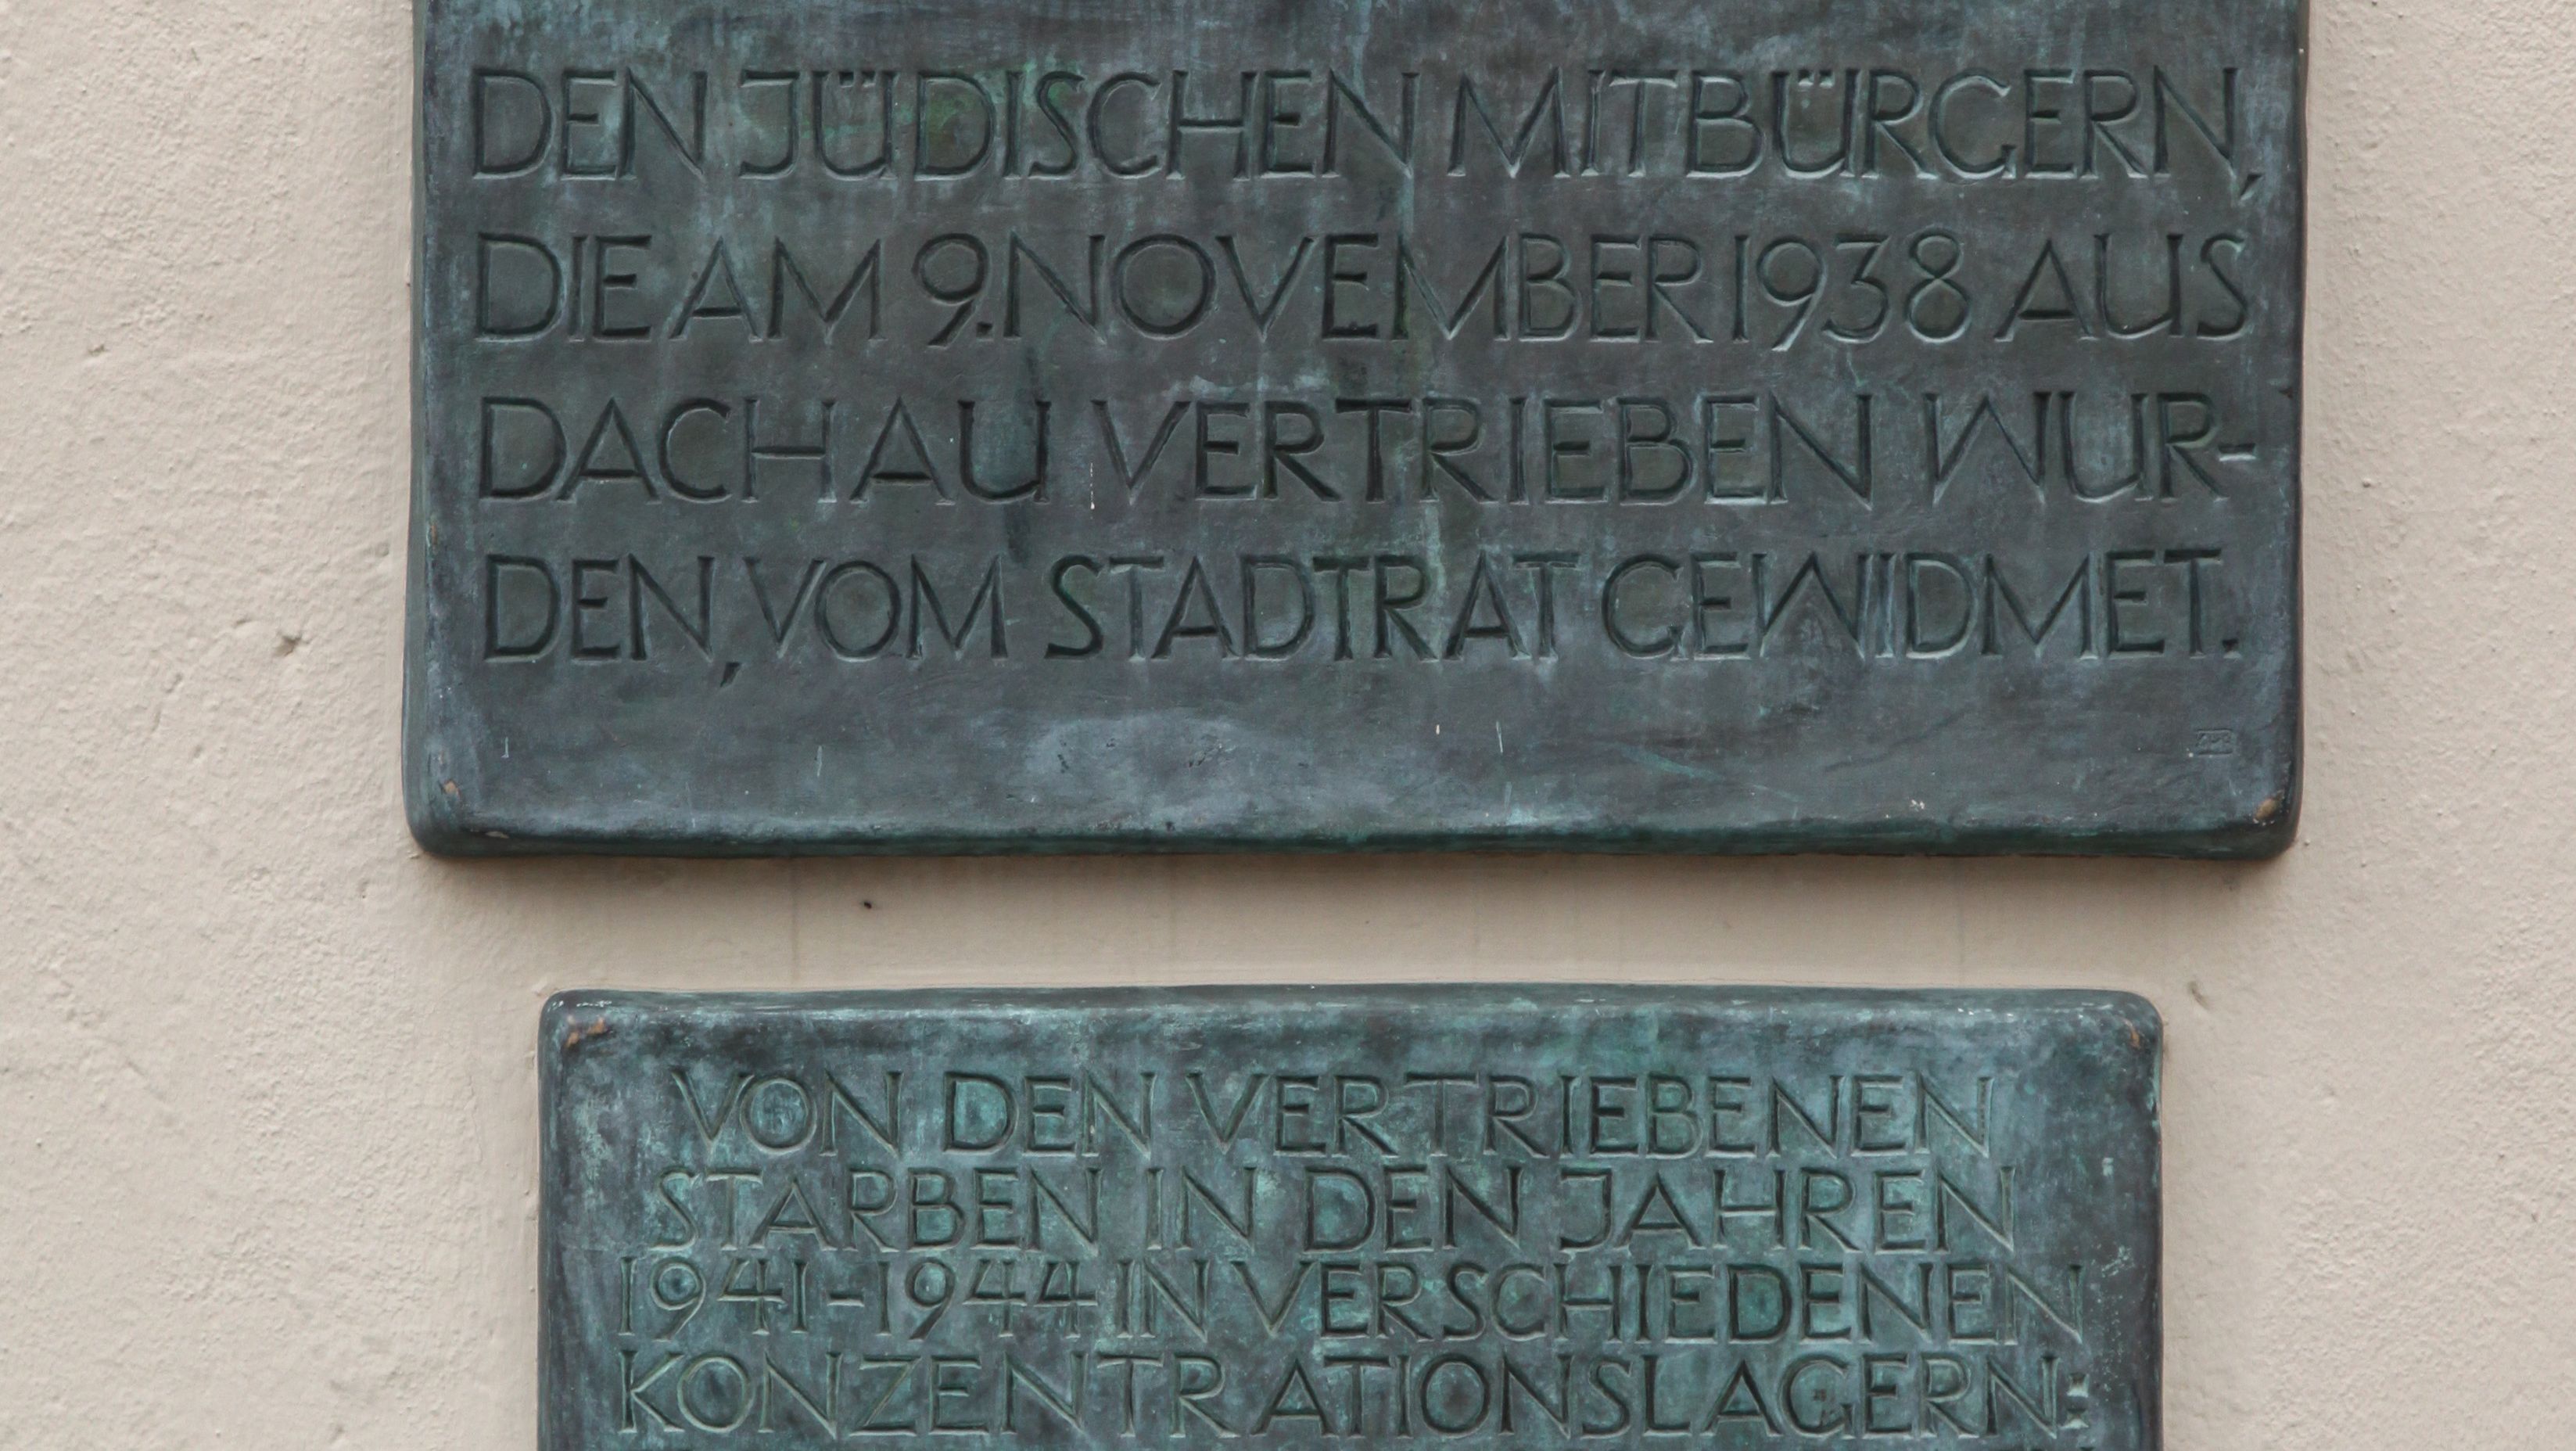 DEN JÜDISCHEN MITBÜRGERN,
DIE AM 9. NOVEMBER 1938 AUS
DACHAU VERTRIEBEN WUR-
DEN, VOM STADTRAT GEWIDMET.
VON DEN VERTRIEBENEN
STARBEN IN DEN JAHREN
1941-1944 IN VERSCHIEDENEN
KONZENTRATIONSLAGERN: